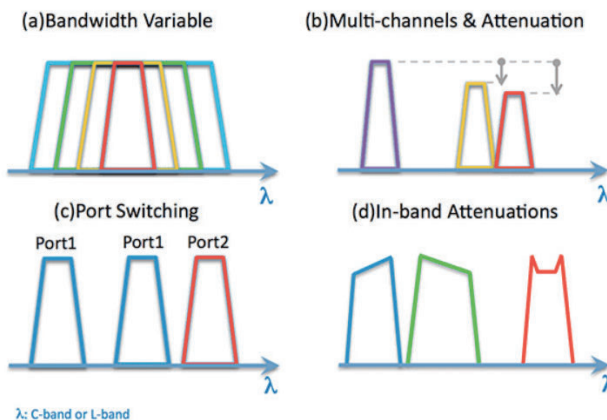 (a)Bandwidth Variable
(b)Multi-channels & Attenuation
λ
λ
(c)Port Switching
(d)In-band Attenuations
Port1
Port1
Port2
λ
λ
λ: C-band or L-band